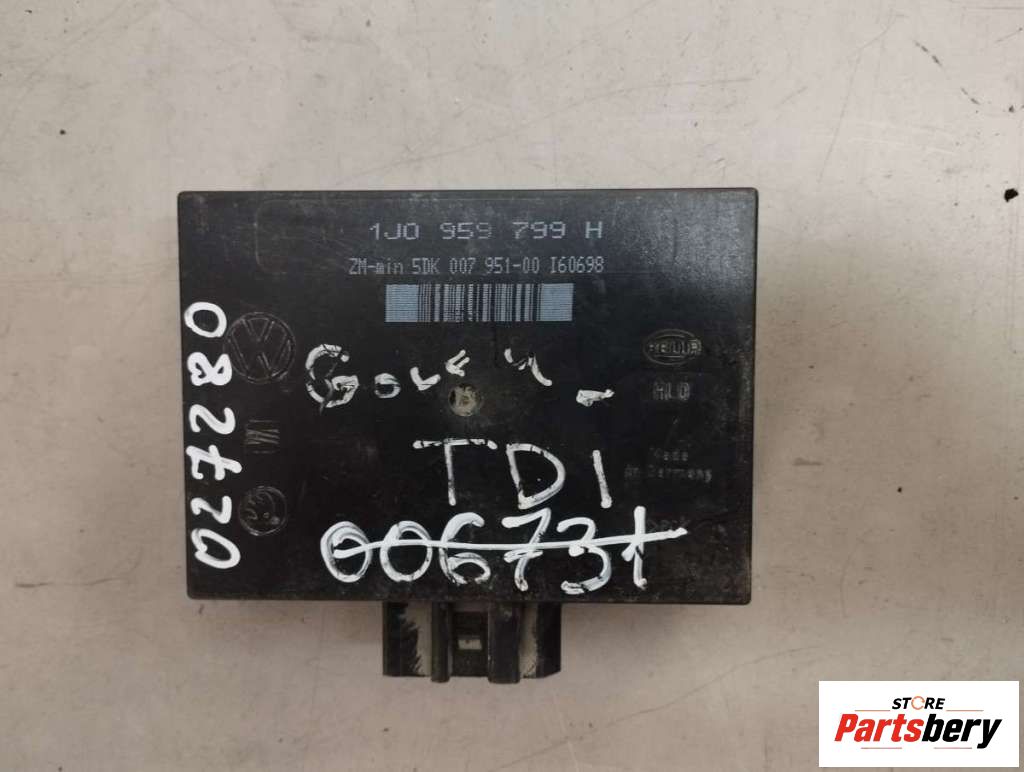 1J0 959 799 H
ZM-min 5DK 007 951-00 I60698
027280
GOLF 4 -
HELLA
TDI
Made
in Germany
006731
STORE
Partsbery